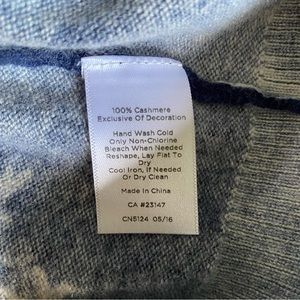 100% Cashmere
Exclusive Of Decoration
Hand Wash Cold
Only Non-Chlorine
Bleach When Needed
Reshape, Lay Flat To
Dry
Cool Iron, If Needed
Or Dry Clean
Made In China
CA #23147
CN5124 05/16